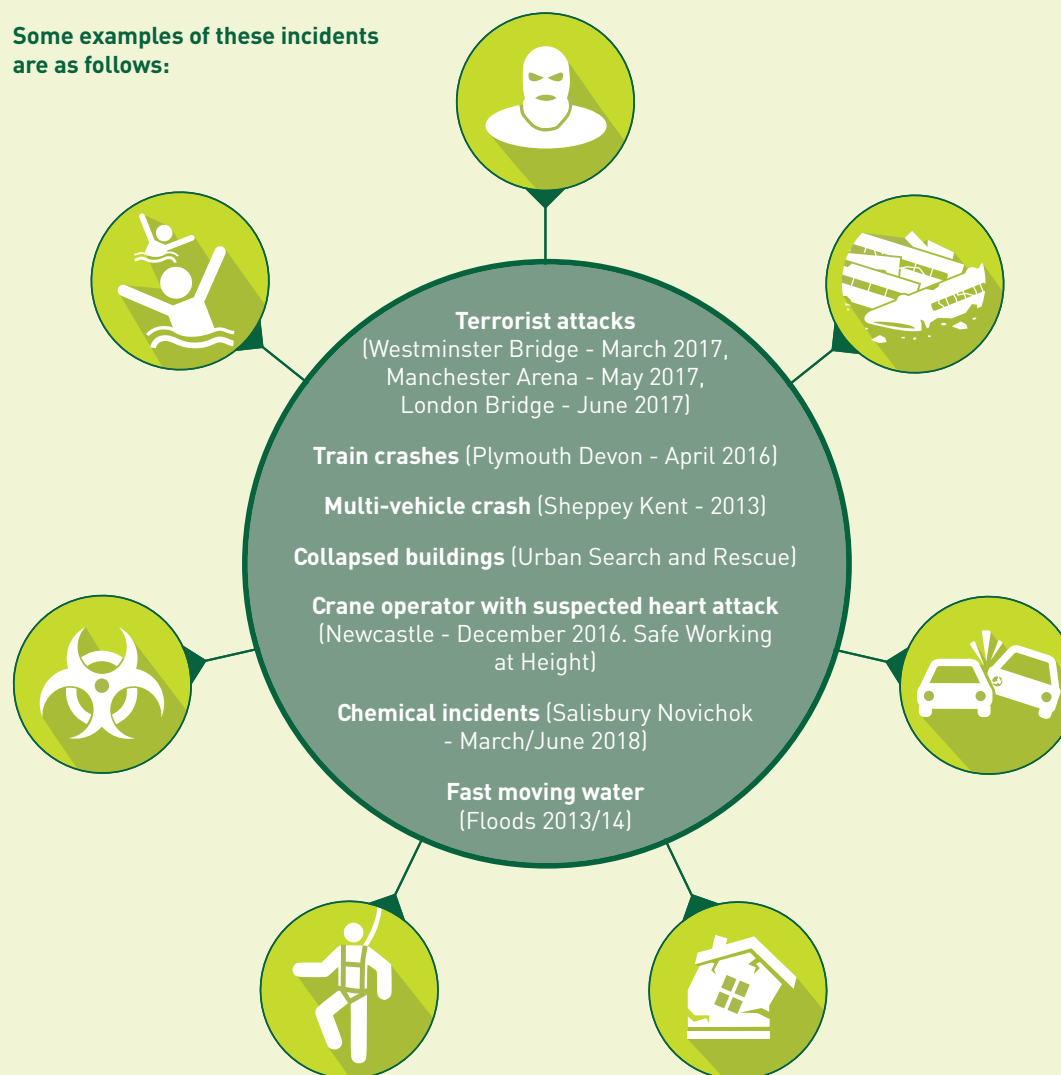 Some examples of these incidents
are as follows:
Terrorist attacks
(Westminster Bridge - March 2017,
Manchester Arena - May 2017,
London Bridge - June 2017)
Train crashes (Plymouth Devon - April 2016)
Multi-vehicle crash (Sheppey Kent - 2013)
Collapsed buildings (Urban Search and Rescue)
Crane operator with suspected heart attack
(Newcastle - December 2016. Safe Working
at Height)
Chemical incidents (Salisbury Novichok
- March/June 2018)
Fast moving water
(Floods 2013/14)